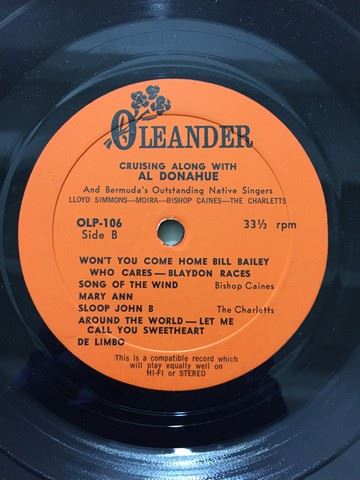 OLEANDER
CRUISING ALONG WITH
AL DONAHUE
And Bermuda's Outstanding Native Singers
LLOYD SIMMONS—MOIRA—BISHOP CAINES—THE CHARLETTS
OLP-106 33⅓ rpm
Side B
WON'T YOU COME HOME BILL BAILEY
WHO CARES—BLAYDON RACES
SONG OF THE WIND Bishop Caines
MARY ANN
SLOOP JOHN B The Charletts
AROUND THE WORLD—LET ME
CALL YOU SWEETHEART
DE LIMBO
This is a compatible record which
will play equally well on
HI-FI or STEREO